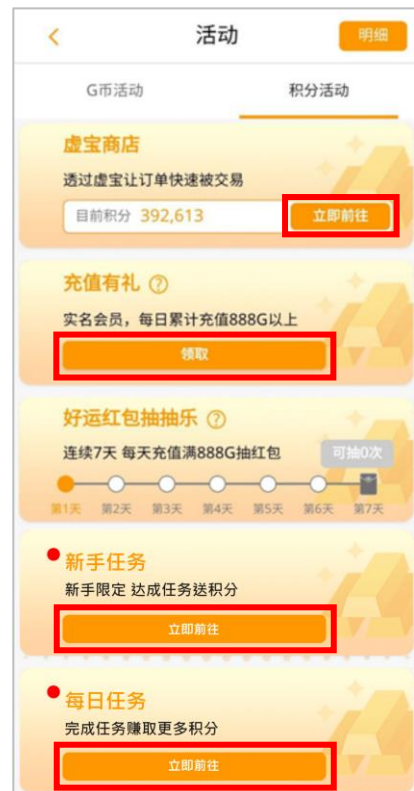 活动
明细
G币活动
积分活动
虚宝商店
透过虚宝让订单快速被交易
目前积分 392,613
立即前往
充值有礼 ?
实名会员，每日累计充值888G以上
领取
好运红包抽抽乐 ?
连续7天 每天充值满888G抽红包
可抽0次
第1天 第2天 第3天 第4天 第5天 第6天 第7天
新手任务
新手限定 达成任务送积分
立即前往
每日任务
完成任务赚取更多积分
立即前往